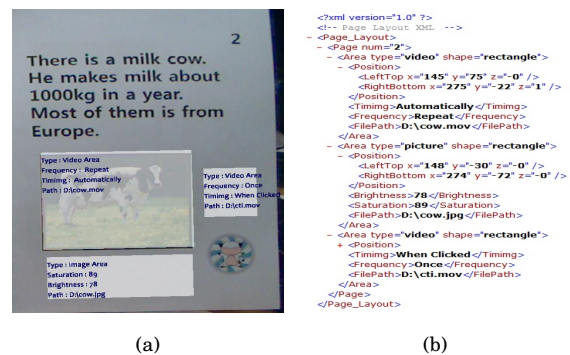 2
There is a milk cow.
He makes milk about
1000kg in a year.
Most of them is from
Europe.
Type : Video Area
Frequency : Repeat
Timimg : Automatically
Path : D:\cow.mov
Type : Video Area
Frequency : Once
Timimg : When Clicked
Path : D:\cti.mov
Type : Image Area
Saturation : 89
Brightness : 78
Path : D:\cow.jpg
(a)
<?xml version="1.0" ?>
<!-- Page Layout XML -->
- <Page_Layout>
- <Page num="2">
- <Area type="video" shape="rectangle">
- <Position>
<LeftTop x="145" y="75" z="-0" />
<RightBottom x="275" y="-22" z="1" />
</Position>
<Timimg>Automatically</Timimg>
<Frequency>Repeat</Frequency>
<FilePath>D:\cow.mov</FilePath>
</Area>
- <Area type="picture" shape="rectangle">
- <Position>
<LeftTop x="148" y="-30" z="-0" />
<RightBottom x="274" y="-72" z="-0" />
</Position>
<Brightness>78</Brightness>
<Saturation>89</Saturation>
<FilePath>D:\cow.jpg</FilePath>
</Area>
- <Area type="video" shape="rectangle">
+ <Position>
<Timimg>When Clicked</Timimg>
<Frequency>Once</Frequency>
<FilePath>D:\cti.mov</FilePath>
</Area>
</Page>
</Page_Layout>
(b)